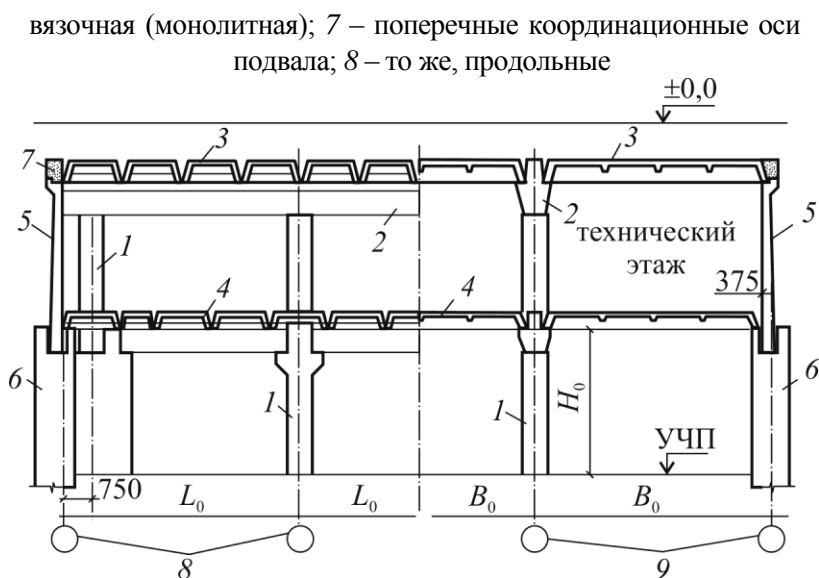 вязочная (монолитная); 7 – поперечные координационные оси
подвала; 8 – то же, продольные
±0,0
7
3
3
5
1
2
2
технический
этаж
5
375
4
4
6
1
1
H₀
6
УЧП
750
L₀
L₀
B₀
B₀
8
9